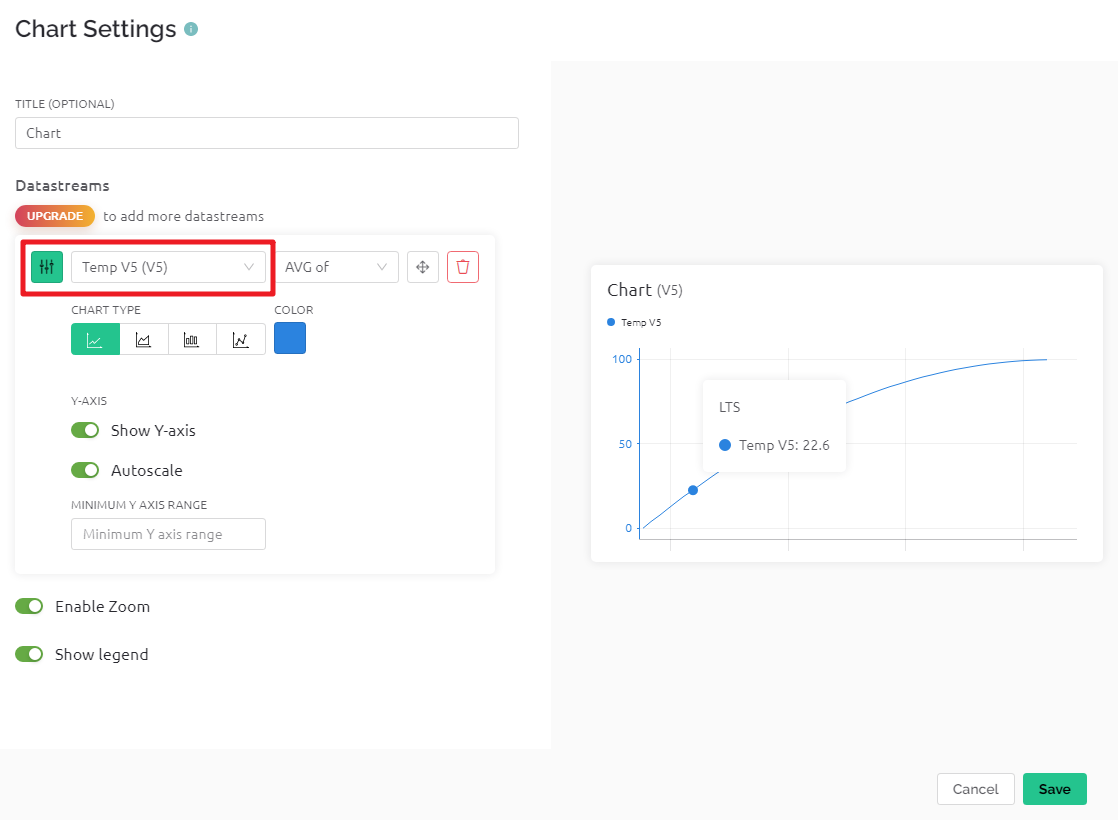 Chart Settings
TITLE (OPTIONAL)
Chart
Datastreams
UPGRADE to add more datastreams
Temp V5 (V5) AVG of
CHART TYPE COLOR
Y-AXIS
Show Y-axis
Autoscale
MINIMUM Y AXIS RANGE
Minimum Y axis range
Enable Zoom
Show legend
Chart (V5)
Temp V5
100
50
0
LTS
Temp V5: 22.6
Cancel Save